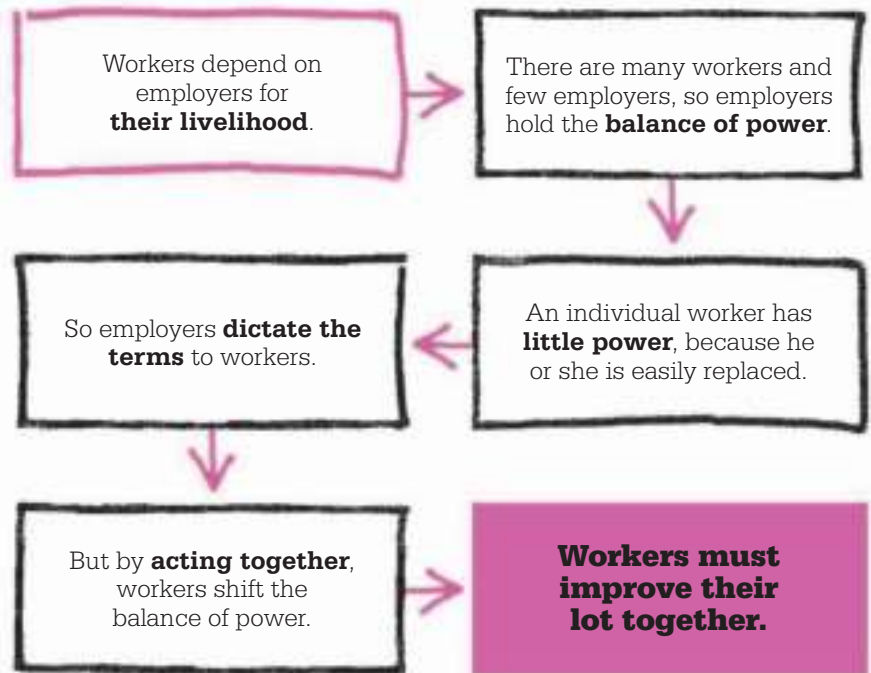 Workers depend on
employers for
their livelihood.
There are many workers and
few employers, so employers
hold the balance of power.
An individual worker has
little power, because he
or she is easily replaced.
So employers dictate the
terms to workers.
But by acting together,
workers shift the
balance of power.
Workers must
improve their
lot together.